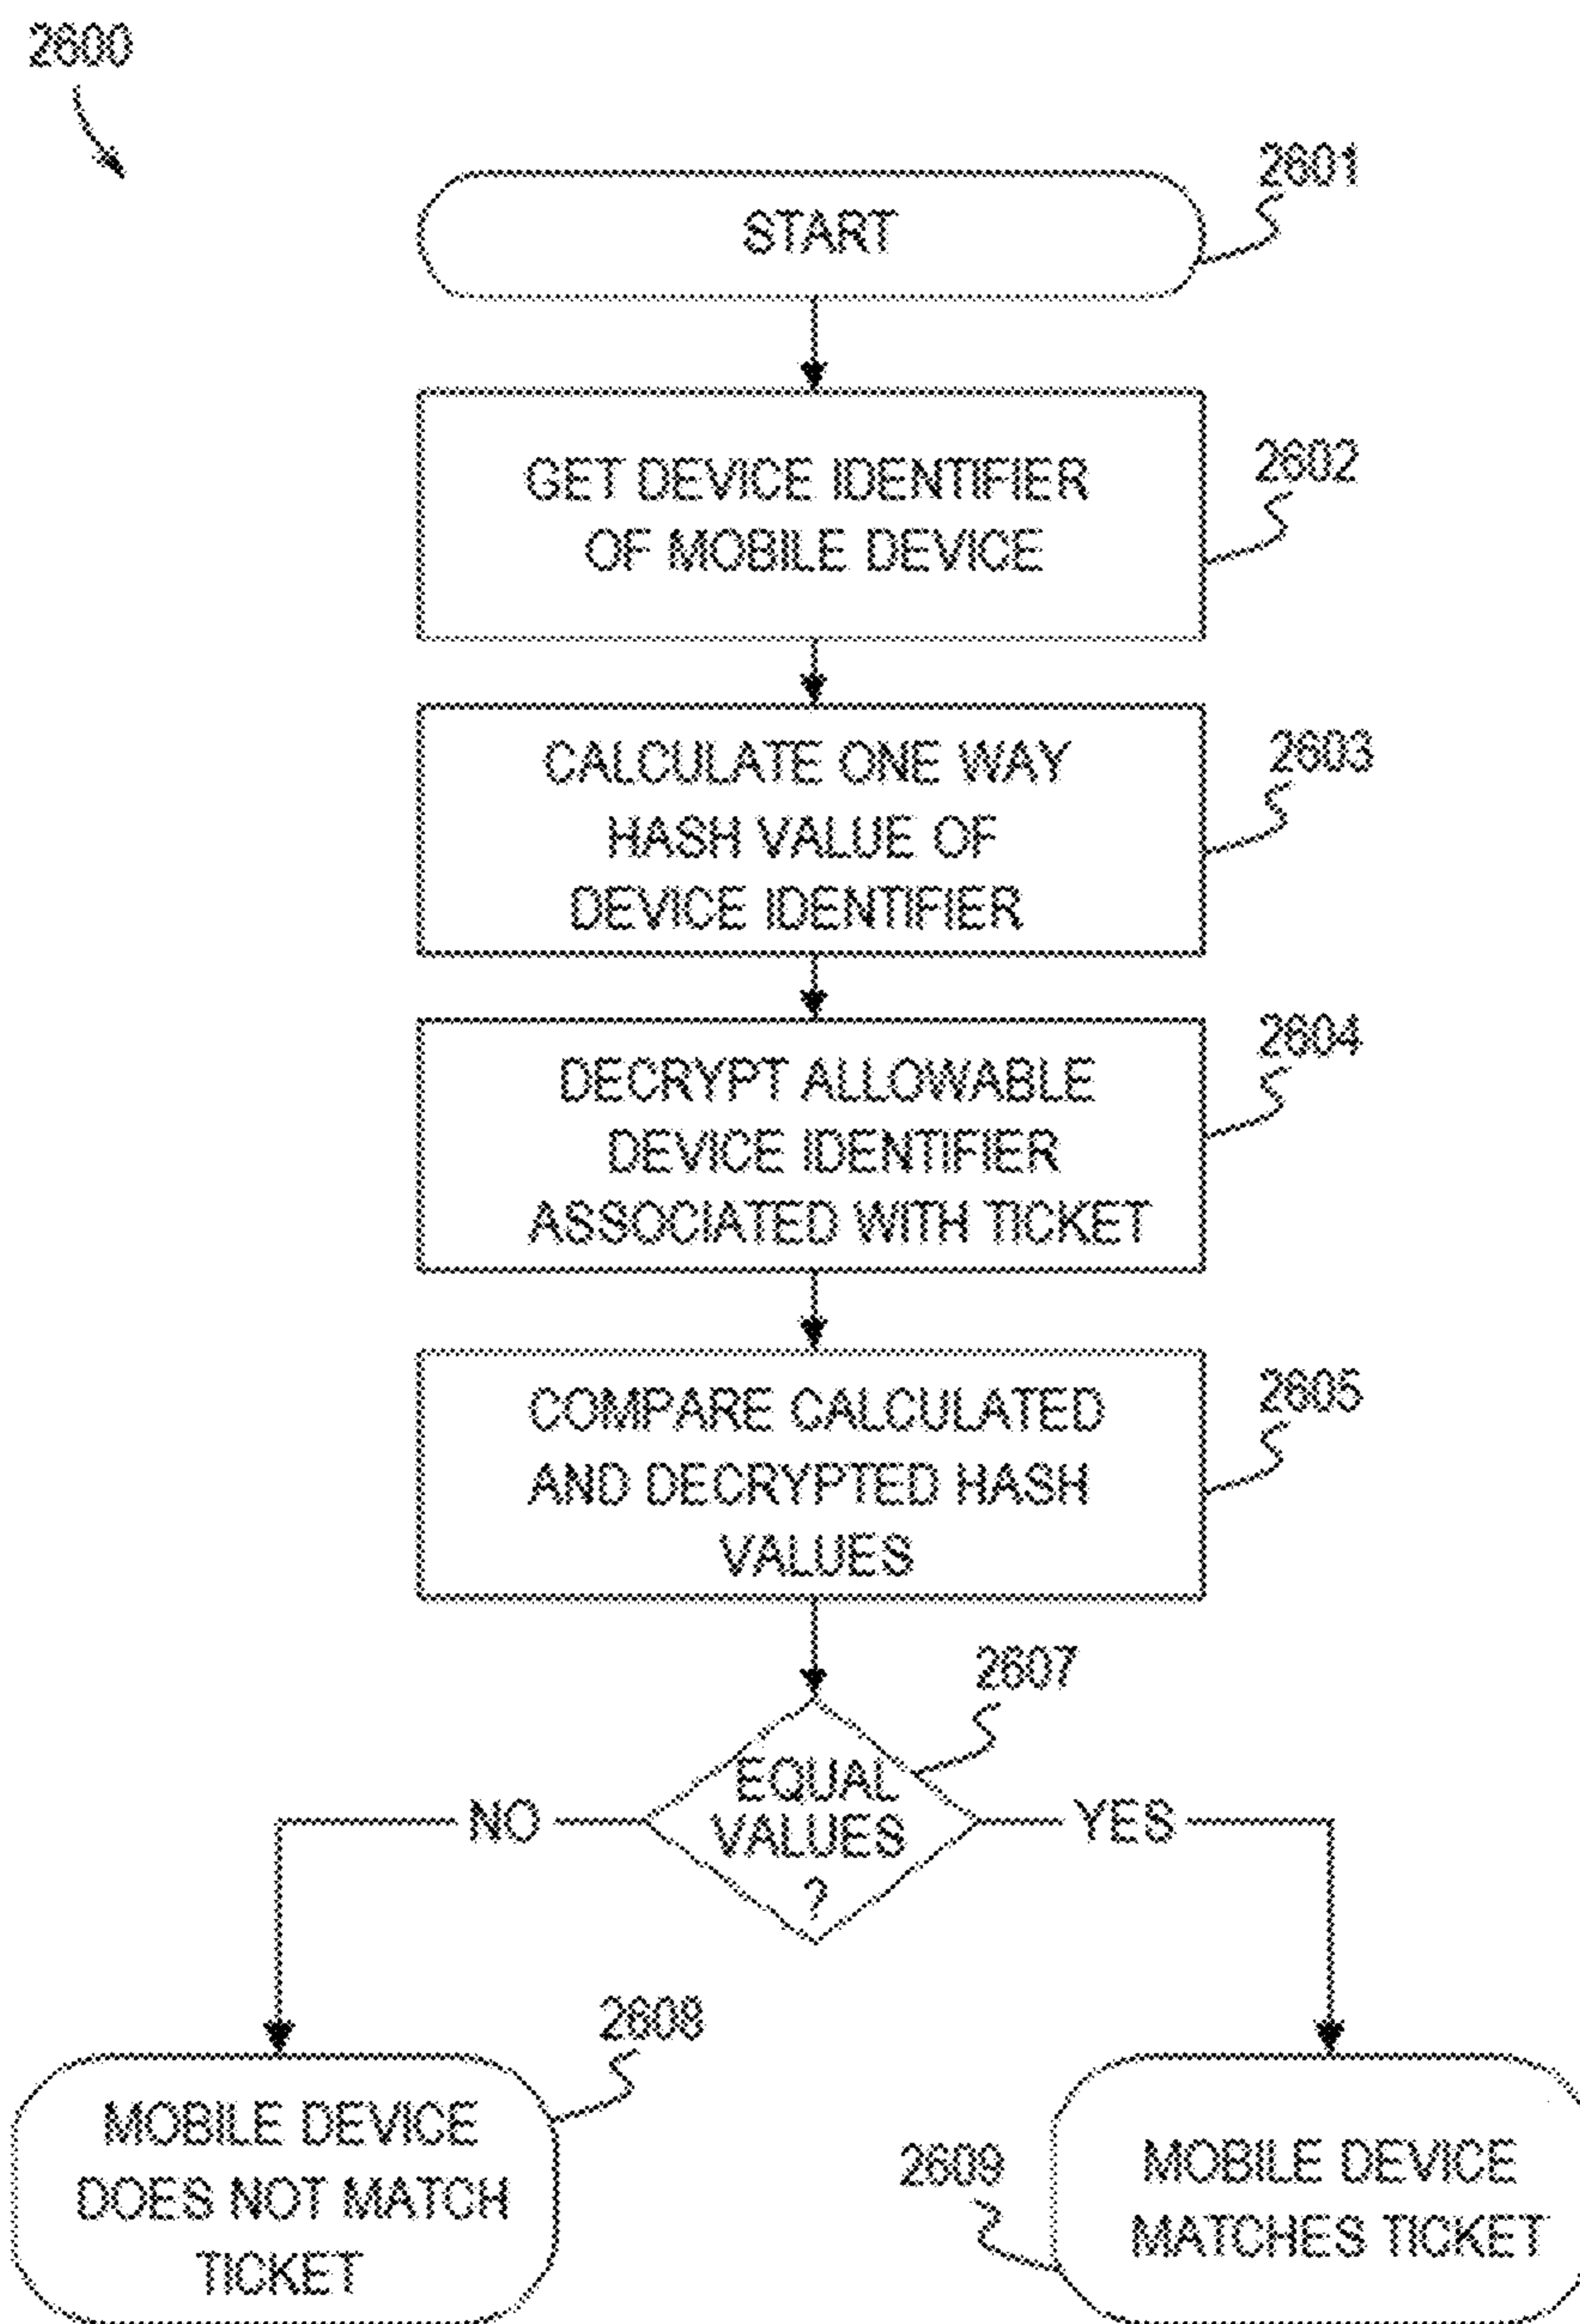 2600
2601
START
2602
GET DEVICE IDENTIFIER
OF MOBILE DEVICE
2603
CALCULATE ONE WAY
HASH VALUE OF
DEVICE IDENTIFIER
2604
DECRYPT ALLOWABLE
DEVICE IDENTIFIER
ASSOCIATED WITH TICKET
2605
COMPARE CALCULATED
AND DECRYPTED HASH
VALUES
2607
EQUAL
VALUES
?
NO
YES
2608
MOBILE DEVICE
DOES NOT MATCH
TICKET
2609
MOBILE DEVICE
MATCHES TICKET